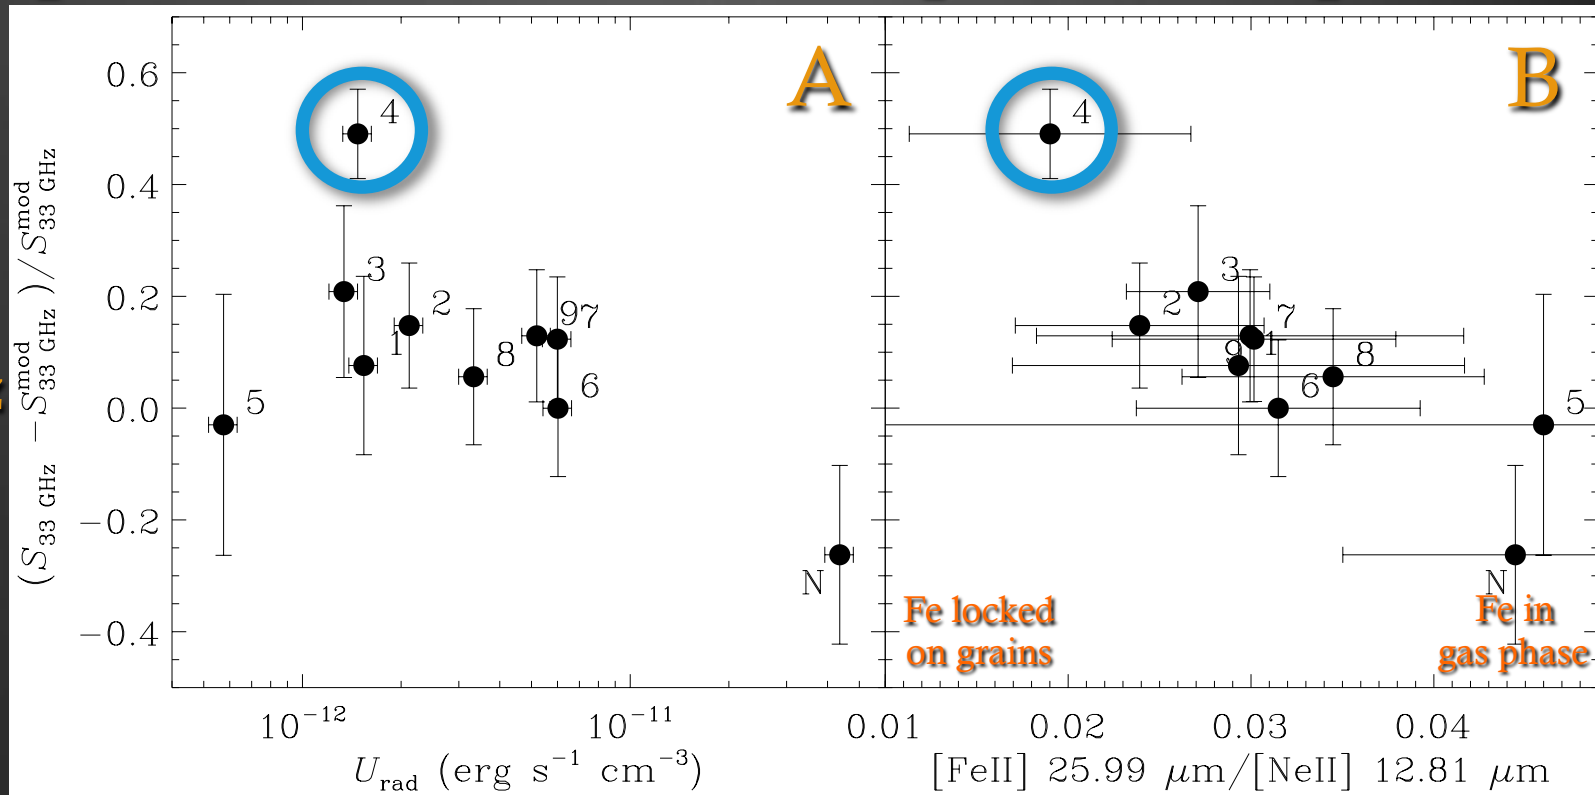 A
B
(S33 GHz − S33 GHz^mod)/S33 GHz^mod
0.6
0.4
0.2
0.0
−0.2
−0.4
4
3
2
1
97
8
6
5
N
4
3
2
7
91
8
6
5
N
Fe locked
on grains
Fe in
gas phase
10⁻¹²
10⁻¹¹
0.01
0.02
0.03
0.04
Urad (erg s⁻¹ cm⁻³)
[FeII] 25.99 μm/[NeII] 12.81 μm